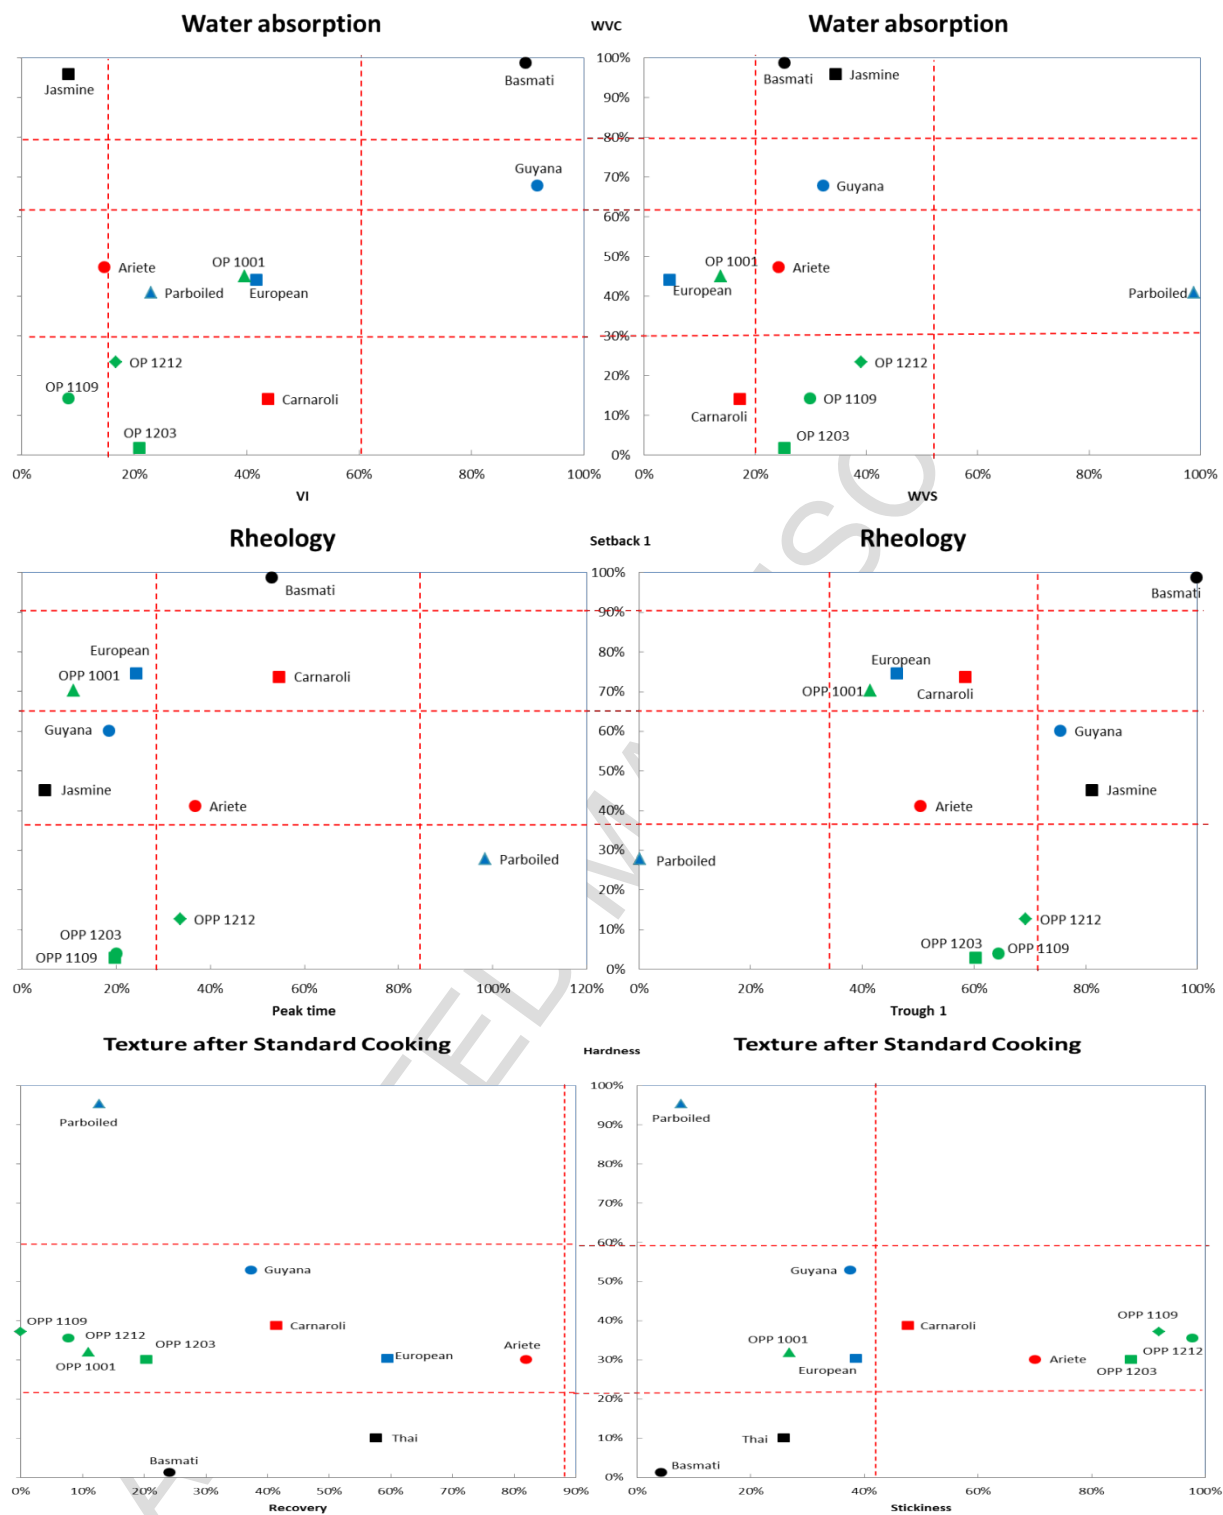 Water absorption
WVC
Water absorption
100%
90%
80%
70%
60%
50%
40%
30%
20%
10%
0%
Jasmine
Basmati
Guyana
Ariete
OP 1001
Parboiled
European
OP 1212
OP 1109
Carnaroli
OP 1203
0%
20%
40%
60%
80%
100%
VI
Basmati
Jasmine
Guyana
OP 1001
Ariete
European
Parboiled
OP 1212
OP 1109
Carnaroli
OP 1203
0%
20%
40%
60%
80%
100%
WVS
Rheology
Setback 1
Rheology
100%
90%
80%
70%
60%
50%
40%
30%
20%
10%
0%
Basmati
European
OPP 1001
Carnaroli
Guyana
Jasmine
Ariete
Parboiled
OPP 1212
OPP 1203
OPP 1109
0%
20%
40%
60%
80%
100%
120%
Peak time
Basmati
European
OPP 1001
Carnaroli
Guyana
Jasmine
Ariete
Parboiled
OPP 1212
OPP 1203
OPP 1109
0%
40%
60%
80%
100%
Trough 1
Texture after Standard Cooking
Hardness
Texture after Standard Cooking
100%
90%
80%
70%
60%
50%
40%
30%
20%
10%
0%
Parboiled
Guyana
OPP 1109
OPP 1212
Carnaroli
OPP 1203
OPP 1001
European
Ariete
Thai
Basmati
0%
10%
20%
30%
40%
50%
60%
70%
80%
90%
Recovery
Parboiled
Guyana
Carnaroli
OPP 1109
OPP 1001
OPP 1212
European
Ariete
OPP 1203
Thai
Basmati
0%
20%
40%
60%
80%
100%
Stickiness